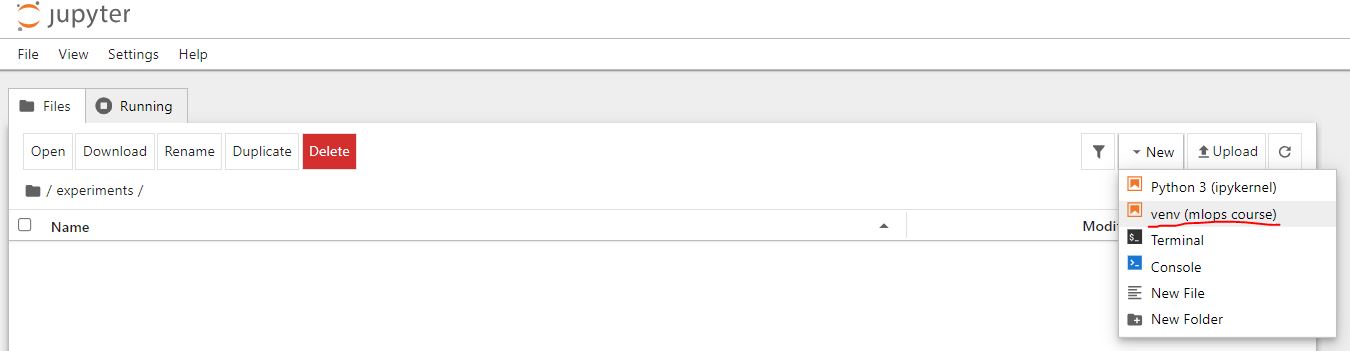 jupyter
File View Settings Help
Files Running
Open Download Rename Duplicate Delete New Upload
/ experiments /
Name
Python 3 (ipykernel)
venv (mlops course)
Terminal
Console
New File
New Folder